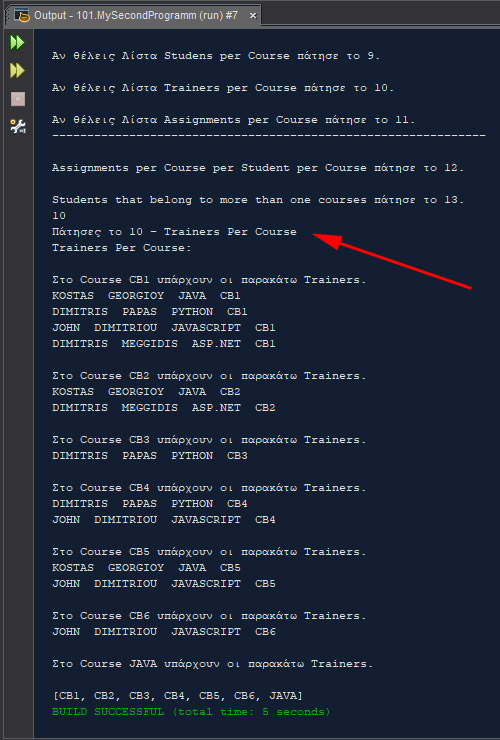 Output - 101.MySecondProgramm (run) #7
Αν θέλεις Λίστα Studens per Course πάτησε το 9.
Αν θέλεις Λίστα Trainers per Course πάτησε το 10.
Αν θέλεις Λίστα Assignments per Course πάτησε το 11.
--------------------------------------------------------------
Assignments per Course per Student per Course πάτησε το 12.
Students that belong to more than one courses πάτησε το 13.
10
Πάτησες το 10 - Trainers Per Course
Trainers Per Course:
Στο Course CB1 υπάρχουν οι παρακάτω Trainers.
KOSTAS GEORGIOY JAVA CB1
DIMITRIS PAPAS PYTHON CB1
JOHN DIMITRIOU JAVASCRIPT CB1
DIMITRIS MEGGIDIS ASP.NET CB1
Στο Course CB2 υπάρχουν οι παρακάτω Trainers.
KOSTAS GEORGIOY JAVA CB2
DIMITRIS MEGGIDIS ASP.NET CB2
Στο Course CB3 υπάρχουν οι παρακάτω Trainers.
DIMITRIS PAPAS PYTHON CB3
Στο Course CB4 υπάρχουν οι παρακάτω Trainers.
DIMITRIS PAPAS PYTHON CB4
JOHN DIMITRIOU JAVASCRIPT CB4
Στο Course CB5 υπάρχουν οι παρακάτω Trainers.
KOSTAS GEORGIOY JAVA CB5
JOHN DIMITRIOU JAVASCRIPT CB5
Στο Course CB6 υπάρχουν οι παρακάτω Trainers.
JOHN DIMITRIOU JAVASCRIPT CB6
Στο Course JAVA υπάρχουν οι παρακάτω Trainers.
[CB1, CB2, CB3, CB4, CB5, CB6, JAVA]
BUILD SUCCESSFUL (total time: 5 seconds)